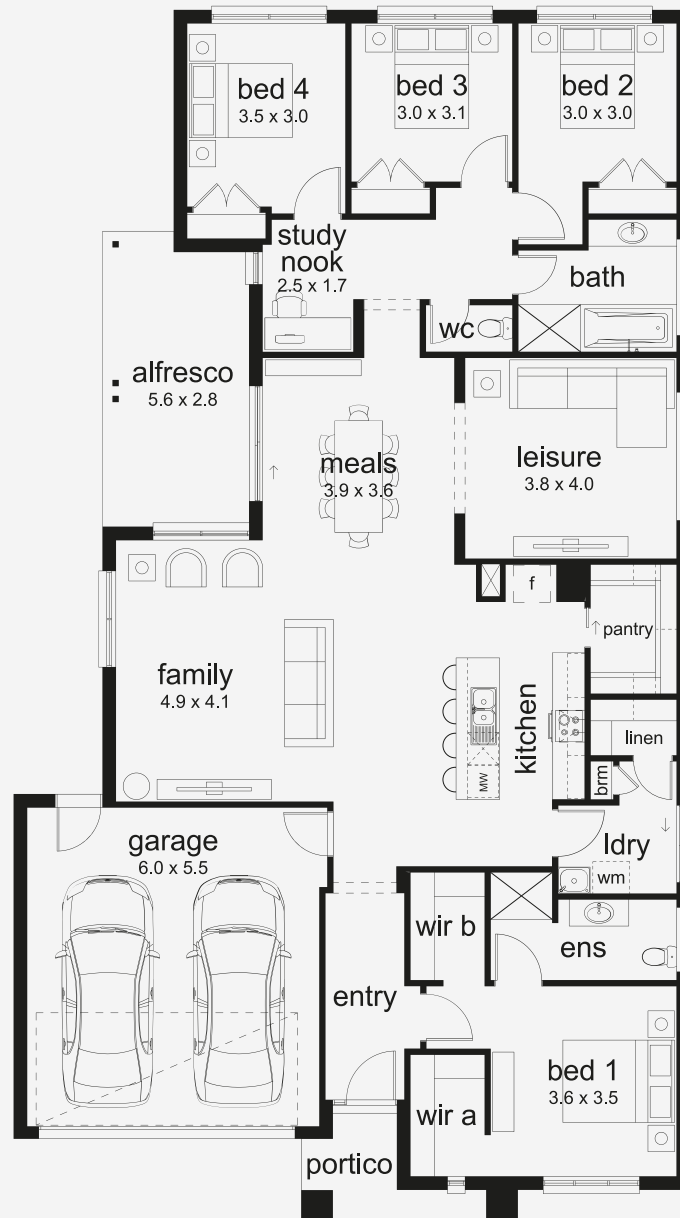 bed 4
3.5 x 3.0
bed 3
3.0 x 3.1
bed 2
3.0 x 3.0
study
nook
2.5 x 1.7
bath
wc
alfresco
5.6 x 2.8
meals
3.9 x 3.6
leisure
3.8 x 4.0
f
pantry
family
4.9 x 4.1
kitchen
MW
linen
brm
garage
6.0 x 5.5
ldry
wm
wir b
ens
entry
bed 1
3.6 x 3.5
wir a
portico